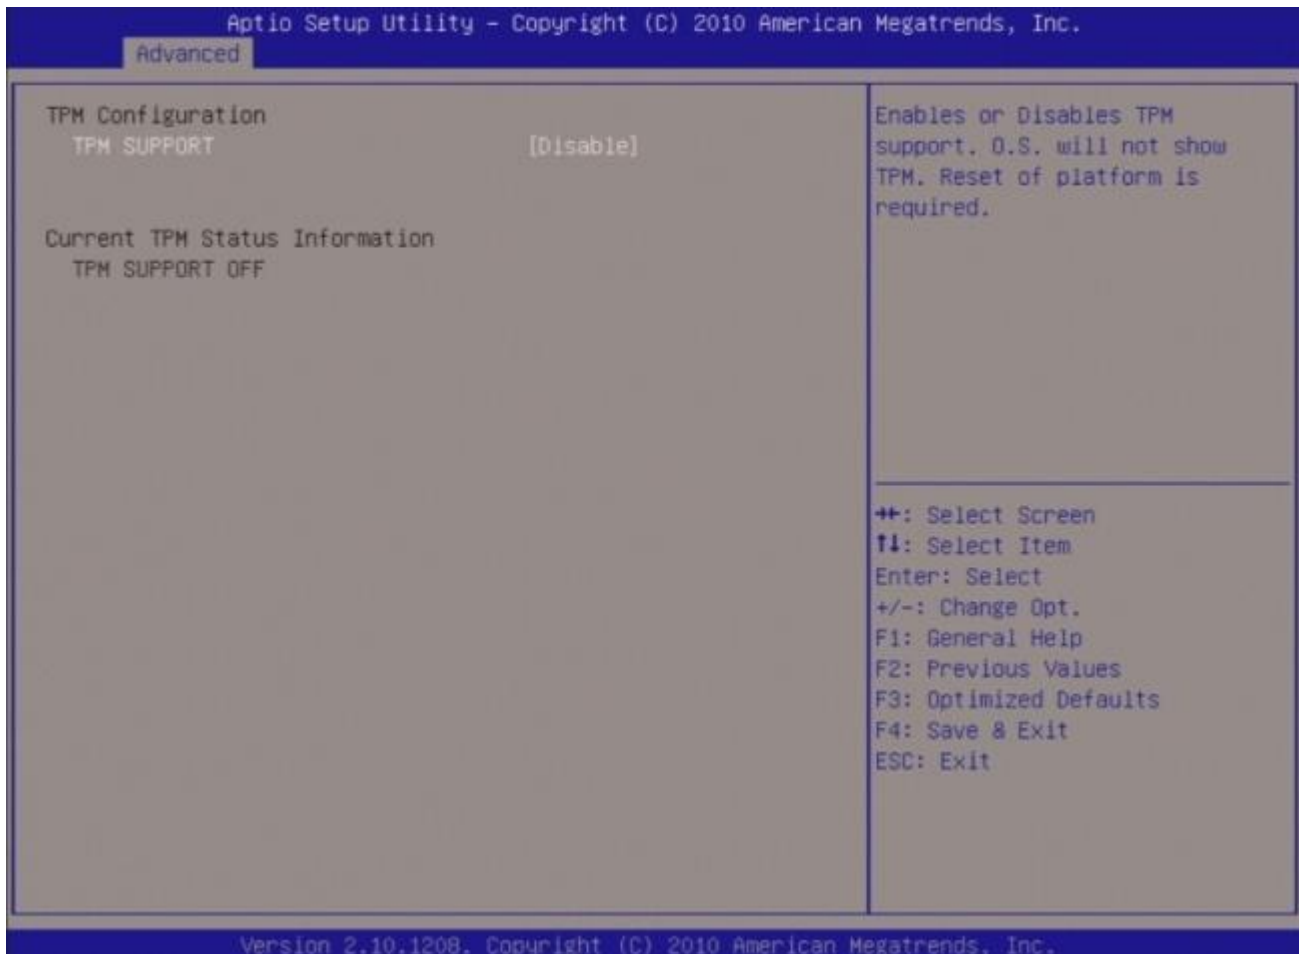 Aptio Setup Utility – Copyright (C) 2010 American Megatrends, Inc.
Advanced
TPM Configuration
TPM SUPPORT [Disable]
Current TPM Status Information
TPM SUPPORT OFF
Enables or Disables TPM
support. O.S. will not show
TPM. Reset of platform is
required.
→←: Select Screen
↑↓: Select Item
Enter: Select
+/-: Change Opt.
F1: General Help
F2: Previous Values
F3: Optimized Defaults
F4: Save & Exit
ESC: Exit
Version 2.10.1208. Copyright (C) 2010 American Megatrends, Inc.